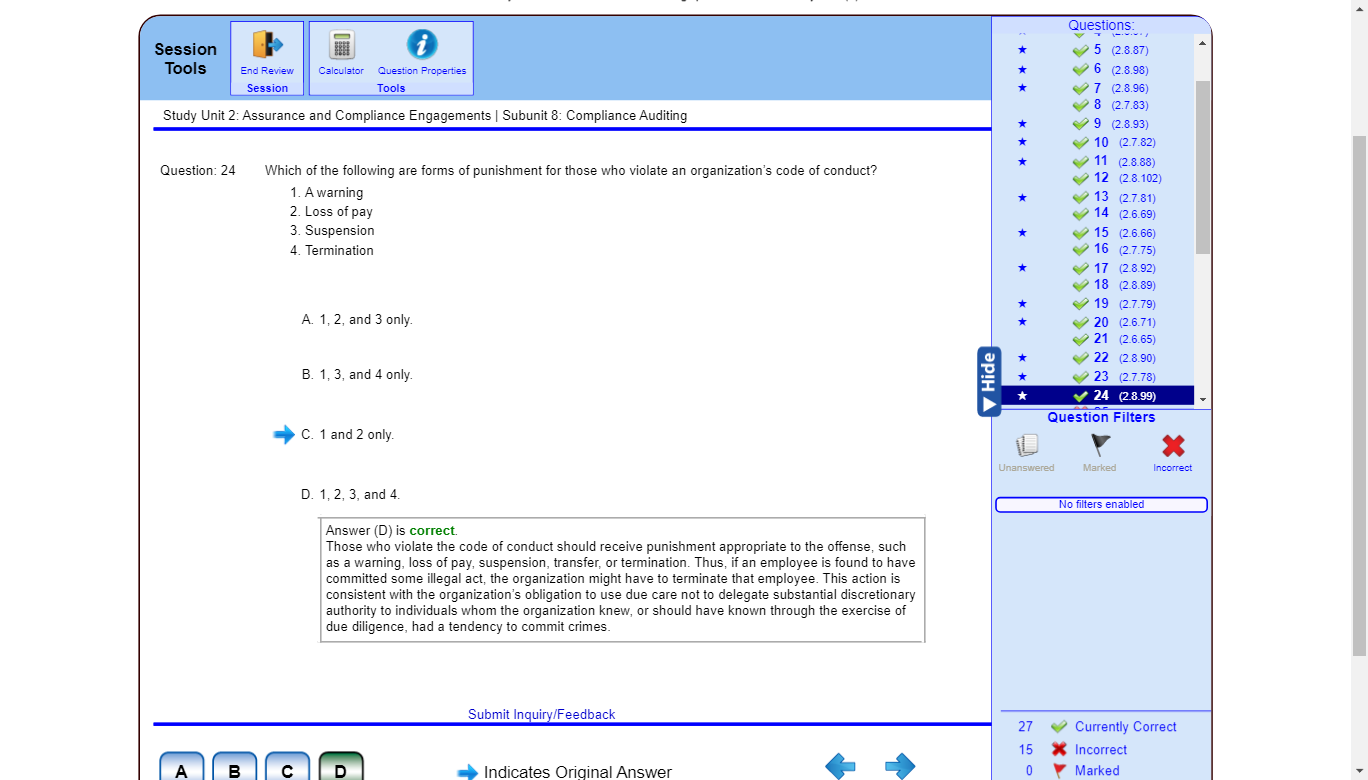 Session
Tools
End Review
Session
Calculator
Question Properties
Tools
Study Unit 2: Assurance and Compliance Engagements | Subunit 8: Compliance Auditing
Question: 24
Which of the following are forms of punishment for those who violate an organization's code of conduct?
1. A warning
2. Loss of pay
3. Suspension
4. Termination
A. 1, 2, and 3 only.
B. 1, 3, and 4 only.
C. 1 and 2 only.
D. 1, 2, 3, and 4.
Answer (D) is correct.
Those who violate the code of conduct should receive punishment appropriate to the offense, such
as a warning, loss of pay, suspension, transfer, or termination. Thus, if an employee is found to have
committed some illegal act, the organization might have to terminate that employee. This action is
consistent with the organization's obligation to use due care not to delegate substantial discretionary
authority to individuals whom the organization knew, or should have known through the exercise of
due diligence, had a tendency to commit crimes.
Submit Inquiry/Feedback
A
B
C
D
Indicates Original Answer
Questions:
5 (2.8.87)
6 (2.8.98)
7 (2.8.96)
8 (2.7.83)
9 (2.8.93)
10 (2.7.82)
11 (2.8.88)
12 (2.8.102)
13 (2.7.81)
14 (2.6.69)
15 (2.6.66)
16 (2.7.75)
17 (2.8.92)
18 (2.8.89)
19 (2.7.79)
20 (2.6.71)
21 (2.6.65)
22 (2.8.90)
23 (2.7.78)
24 (2.8.99)
Hide
Question Filters
Unanswered
Marked
Incorrect
No filters enabled
27 Currently Correct
15 Incorrect
0 Marked